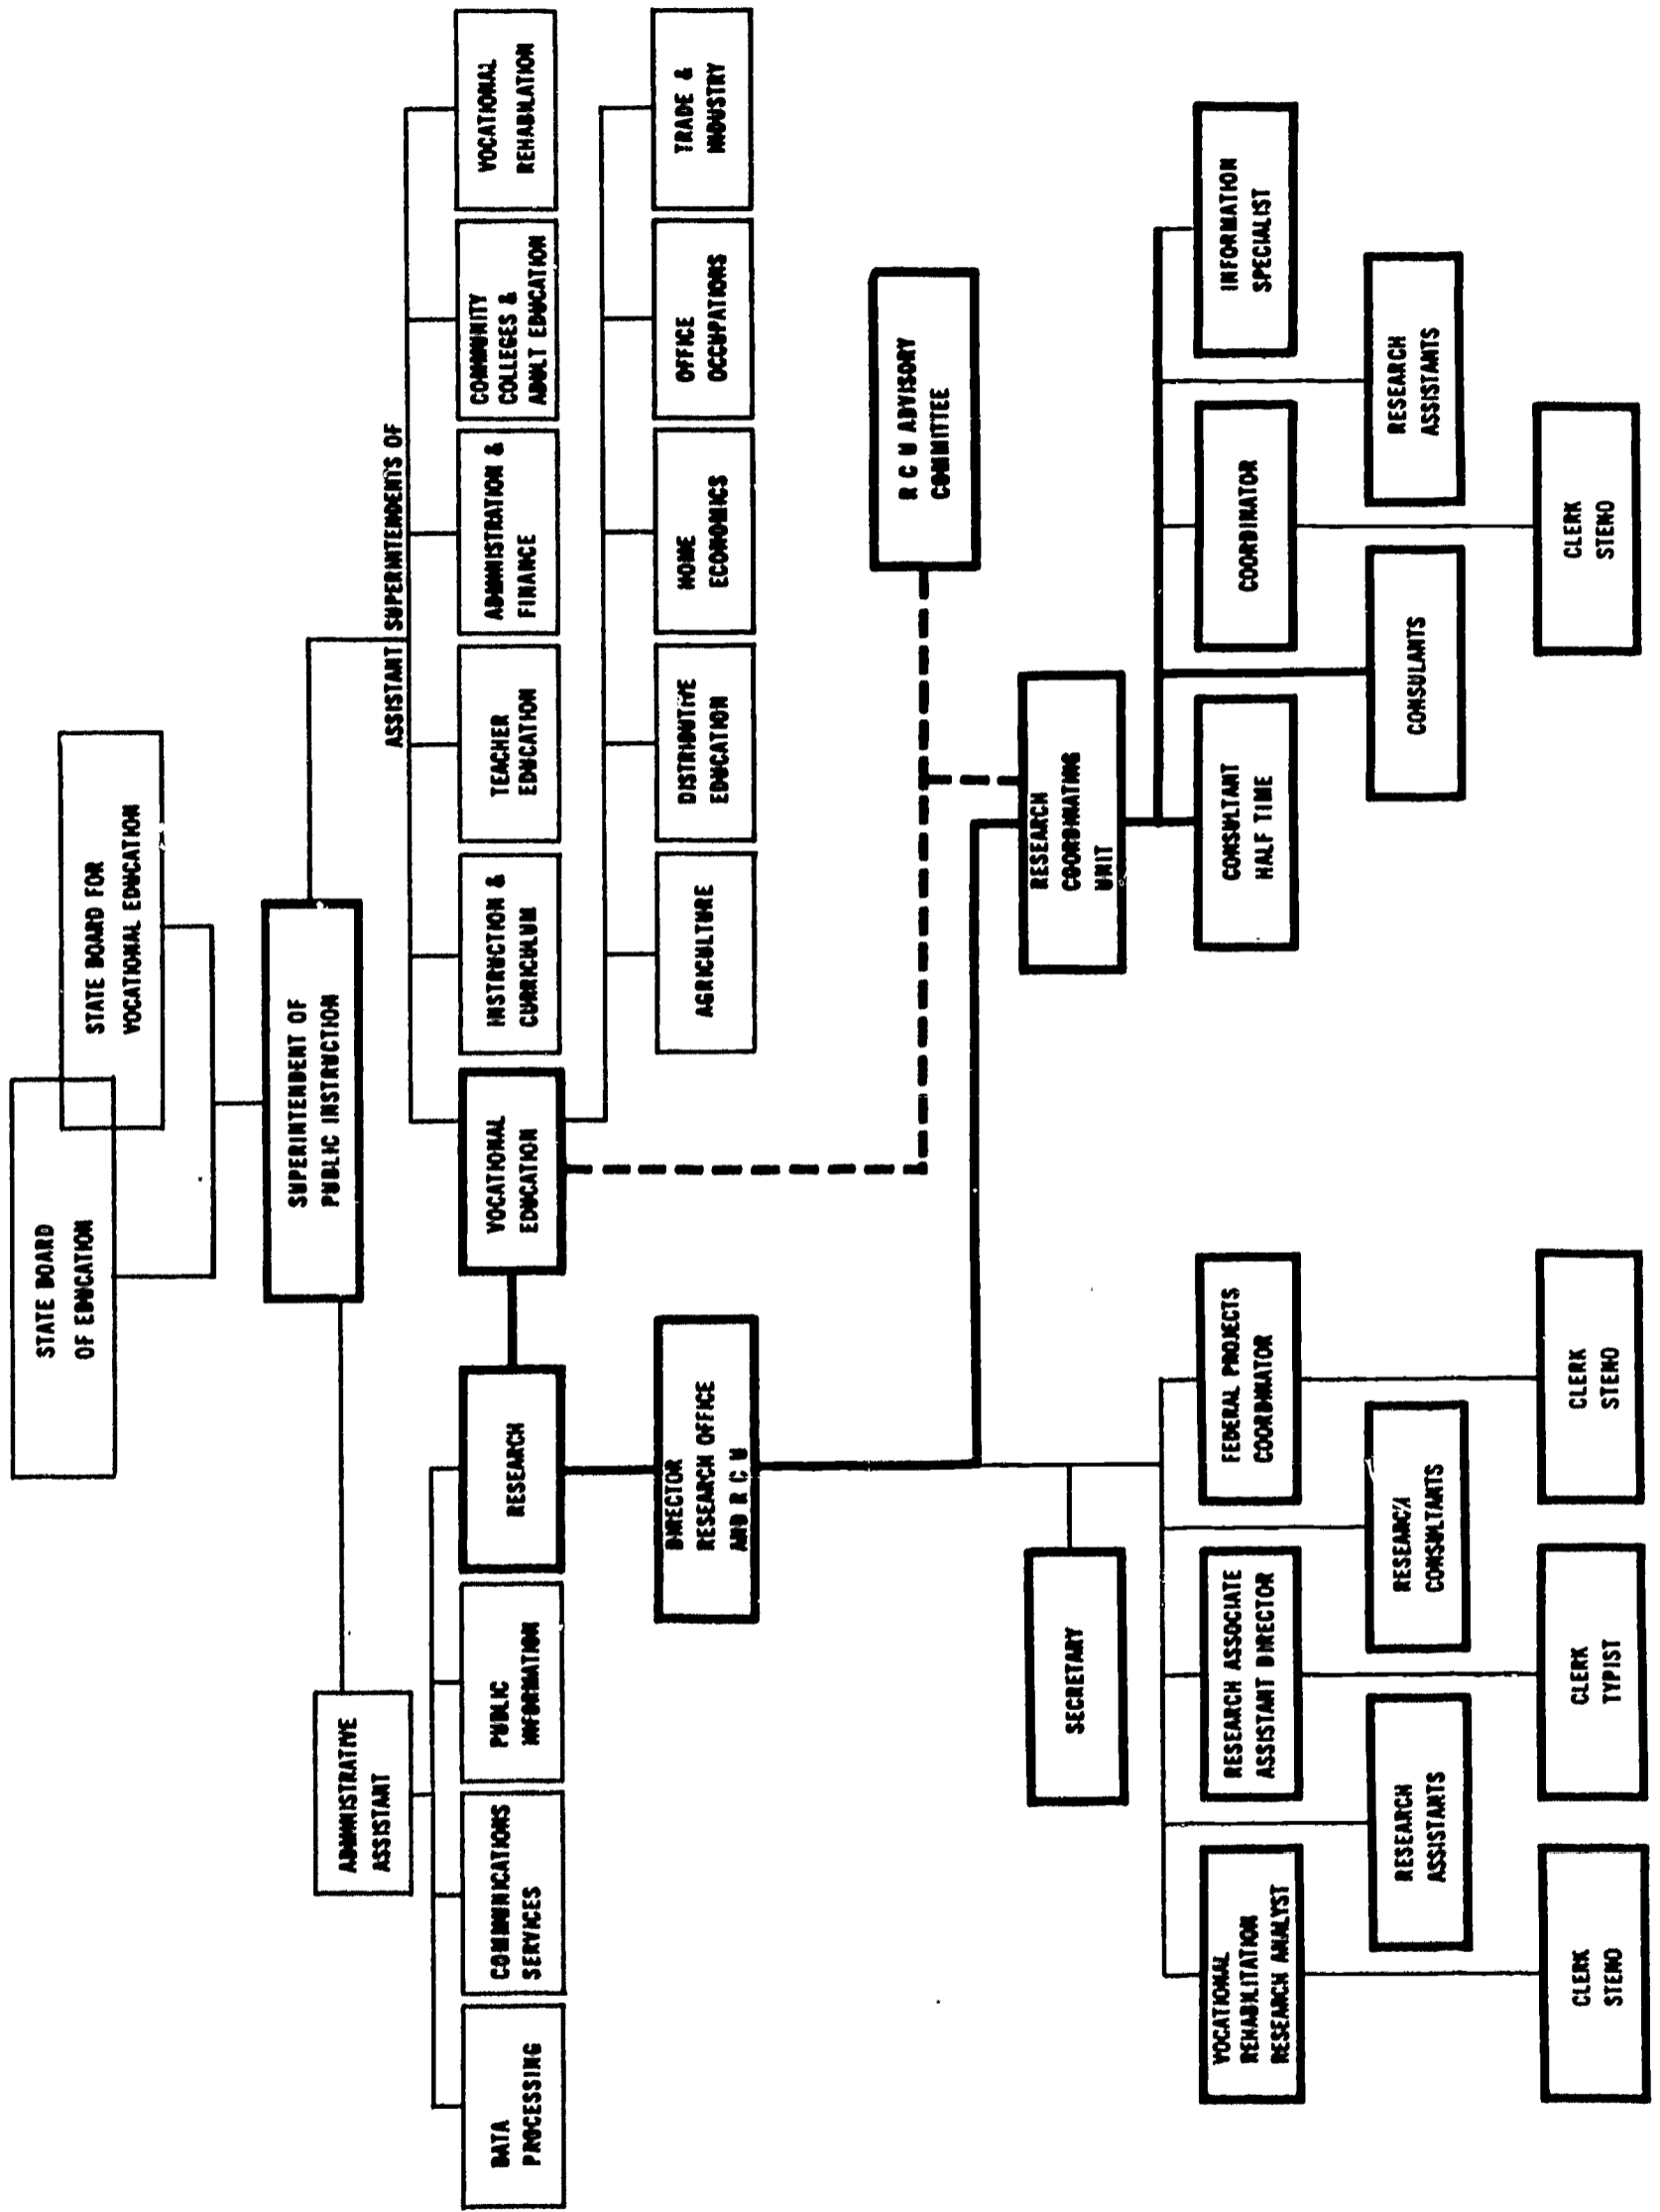 STATE BOARD
OF EDUCATION
STATE BOARD FOR
VOCATIONAL EDUCATION
SUPERINTENDENT OF
PUBLIC INSTRUCTION
ADMINISTRATIVE
ASSISTANT
ASSISTANT SUPERINTENDENTS OF
DATA
PROCESSING
COMMUNICATIONS
SERVICES
PUBLIC
INFORMATION
RESEARCH
VOCATIONAL
EDUCATION
INSTRUCTION &
CURRICULUM
TEACHER
EDUCATION
ADMINISTRATION &
FINANCE
COMMUNITY
COLLEGES &
ADULT EDUCATION
VOCATIONAL
REHABILATION
DIRECTOR
RESEARCH OFFICE
AND R C U
AGRICULTURE
DISTRIBUTIVE
EDUCATION
HOME
ECONOMICS
OFFICE
OCCUPATIONS
TRADE &
INDUSTRY
R C U ADVISORY
COMMITTEE
SECRETARY
RESEARCH
COORDINATING
UNIT
VOCATIONAL
REHABILITATION
RESEARCH ANALYST
RESEARCH ASSOCIATE
ASSISTANT DIRECTOR
FEDERAL PROJECTS
COORDINATOR
CONSULTANT
HALF TIME
COORDINATOR
INFORMATION
SPECIALIST
RESEARCH
ASSISTANTS
RESEARCH
CONSULTANTS
CONSULANTS
RESEARCH
ASSISTANTS
CLERK
STENO
CLERK
TYPIST
CLERK
STENO
CLERK
STENO